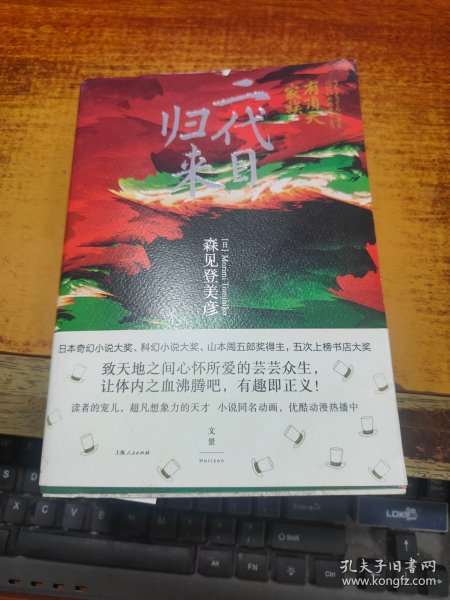 有顶天
家族
二代目
归来
[日] Morimi Tomihiko
森见登美彦
日本奇幻小说大奖、科幻小说大奖、山本周五郎奖得主，五次上榜书店大奖
致天地之间心怀所爱的芸芸众生，
让体内之血沸腾吧，有趣即正义！
读者的宠儿，超凡想象力的天才 小说同名动画，优酷动漫热播中
上海人民出版社
文景
Horizon
孔夫子旧书网
www.kongfz.com